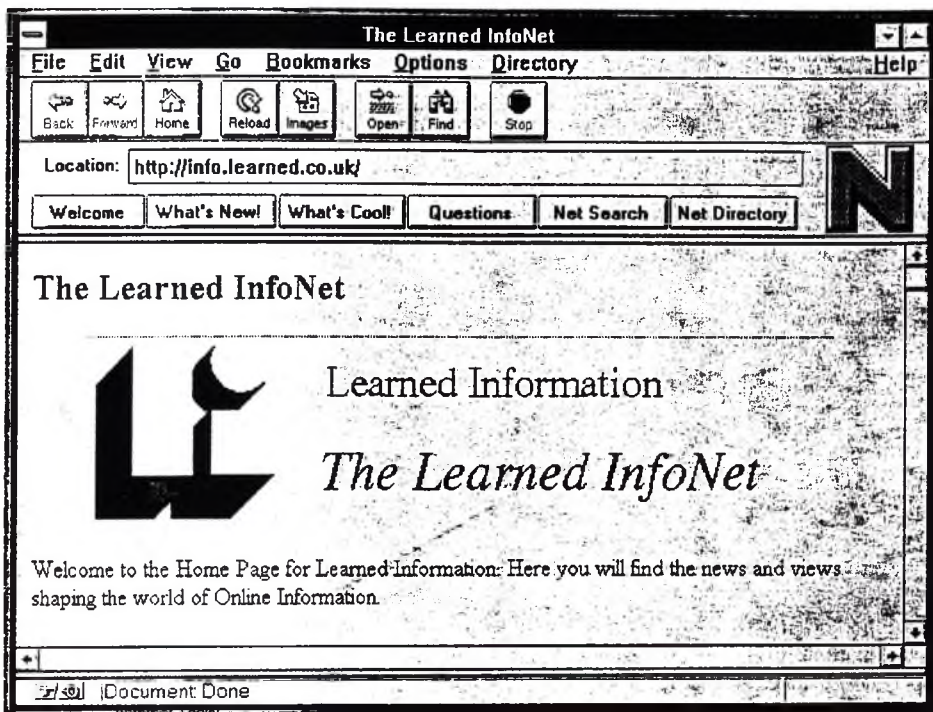 The Learned InfoNet
File Edit View Go Bookmarks Options Directory Help
Back Forward Home Reload Images Open Find Stop
Location: http://info.learned.co.uk/
N
Welcome What's New! What's Cool! Questions Net Search Net Directory
The Learned InfoNet
Li
Learned Information
The Learned InfoNet
Welcome to the Home Page for Learned Information. Here you will find the news and views
shaping the world of Online Information.
Document: Done